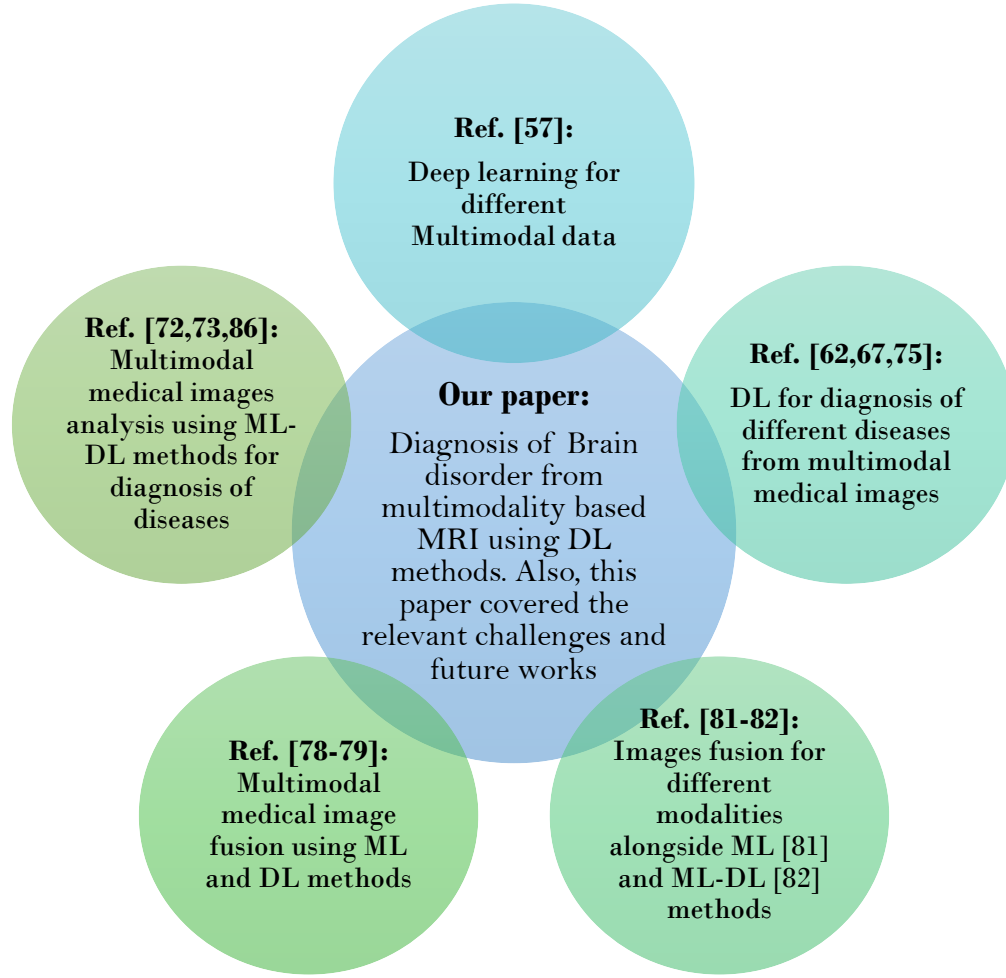 Ref. [57]:
Deep learning for
different
Multimodal data
Ref. [72,73,86]:
Multimodal
medical images
analysis using ML-
DL methods for
diagnosis of
diseases
Our paper:
Diagnosis of Brain
disorder from
multimodality based
MRI using DL
methods. Also, this
paper covered the
relevant challenges and
future works
Ref. [62,67,75]:
DL for diagnosis of
different diseases
from multimodal
medical images
Ref. [78-79]:
Multimodal
medical image
fusion using ML
and DL methods
Ref. [81-82]:
Images fusion for
different
modalities
alongside ML [81]
and ML-DL [82]
methods